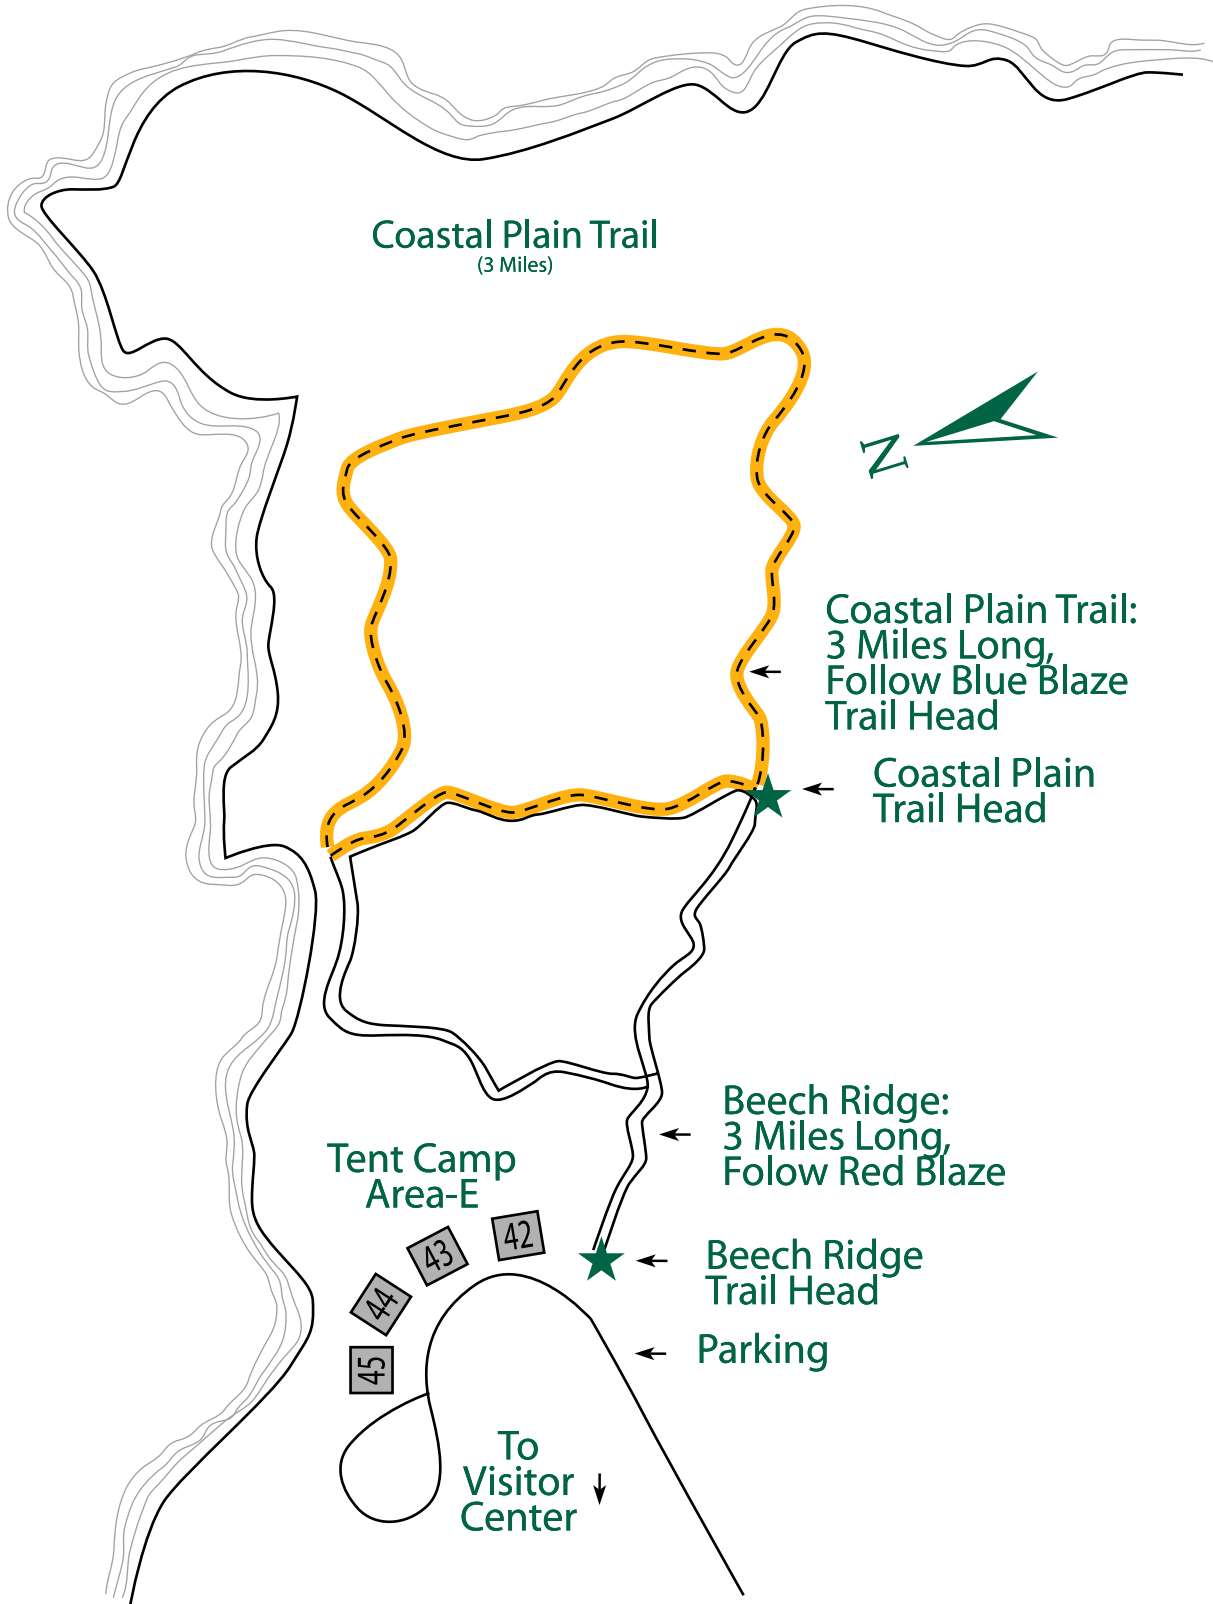 Coastal Plain Trail
(3 Miles)
N
Coastal Plain Trail:
3 Miles Long,
Follow Blue Blaze
Trail Head
Coastal Plain
Trail Head
Beech Ridge:
3 Miles Long,
Folow Red Blaze
Tent Camp
Area-E
42
43
44
45
Beech Ridge
Trail Head
Parking
To
Visitor
Center